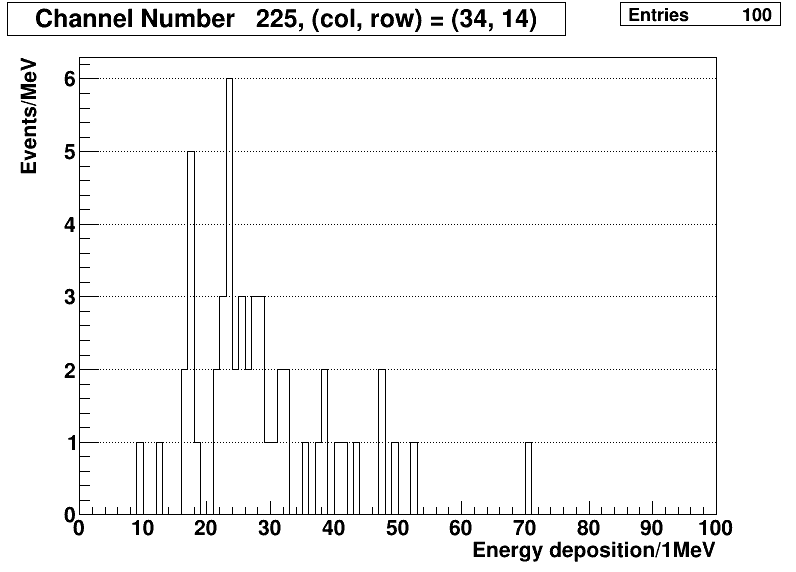 Channel Number 225, (col, row) = (34, 14)
Entries 100
Events/MeV
6
5
4
3
2
1
0
0 10 20 30 40 50 60 70 80 90 100
Energy deposition/1MeV